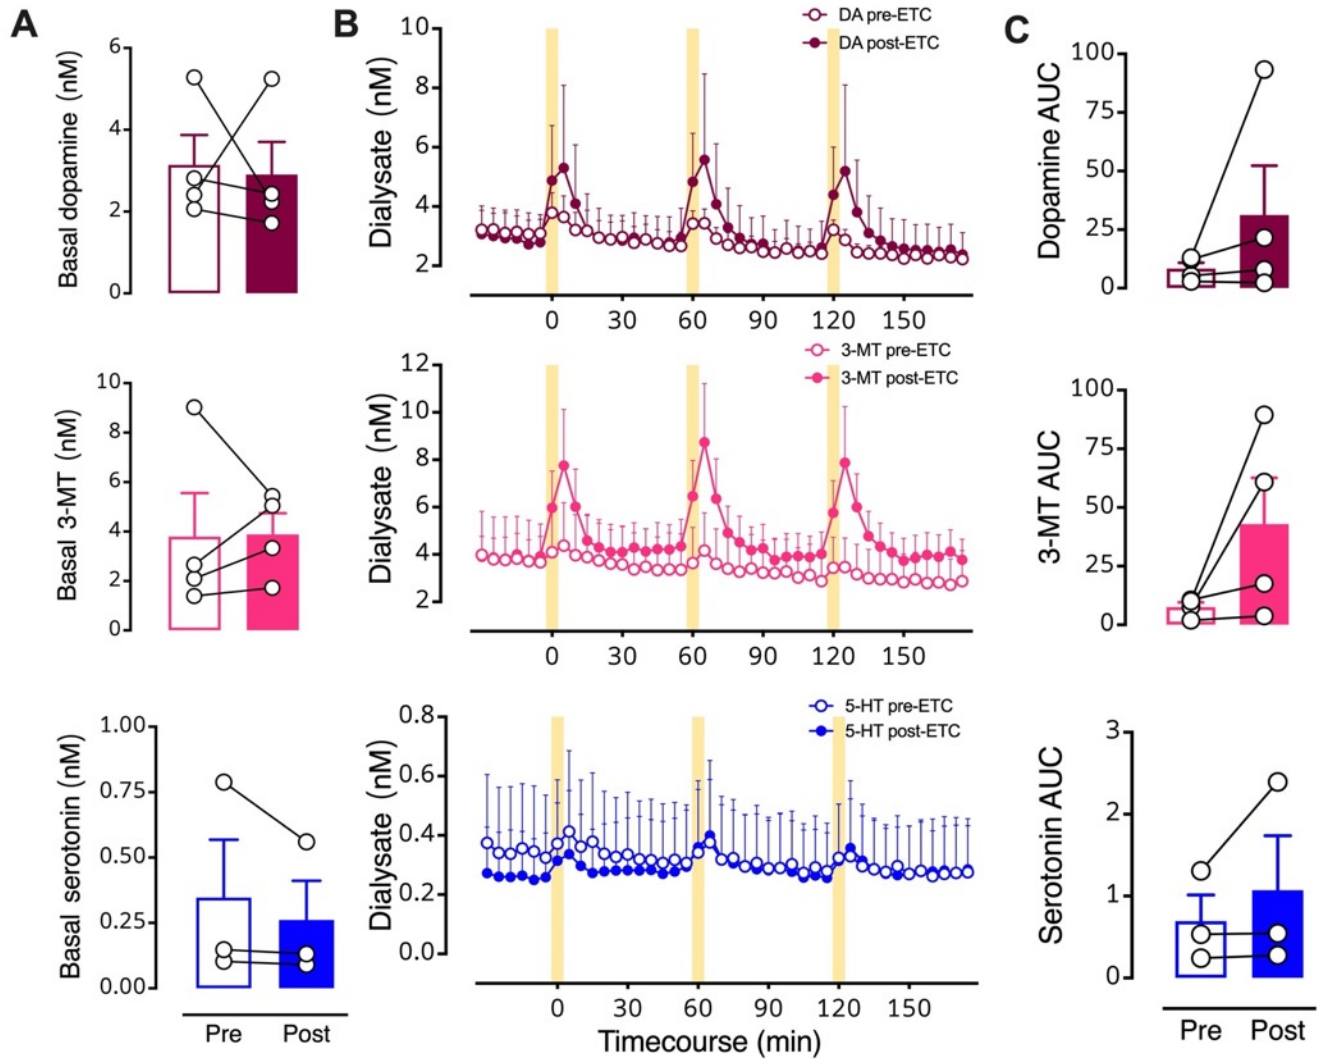 A
B
C
Basal dopamine (nM)
6
4
2
0
Dialysate (nM)
10
8
6
4
2
DA pre-ETC
DA post-ETC
0 30 60 90 120 150
Dopamine AUC
100
75
50
25
0
Basal 3-MT (nM)
10
8
6
4
2
0
Dialysate (nM)
12
10
8
6
4
2
3-MT pre-ETC
3-MT post-ETC
0 30 60 90 120 150
3-MT AUC
100
75
50
25
0
Basal serotonin (nM)
1.00
0.75
0.50
0.25
0.00
Pre Post
Dialysate (nM)
0.8
0.6
0.4
0.2
0.0
5-HT pre-ETC
5-HT post-ETC
0 30 60 90 120 150
Timecourse (min)
Serotonin AUC
3
2
1
0
Pre Post